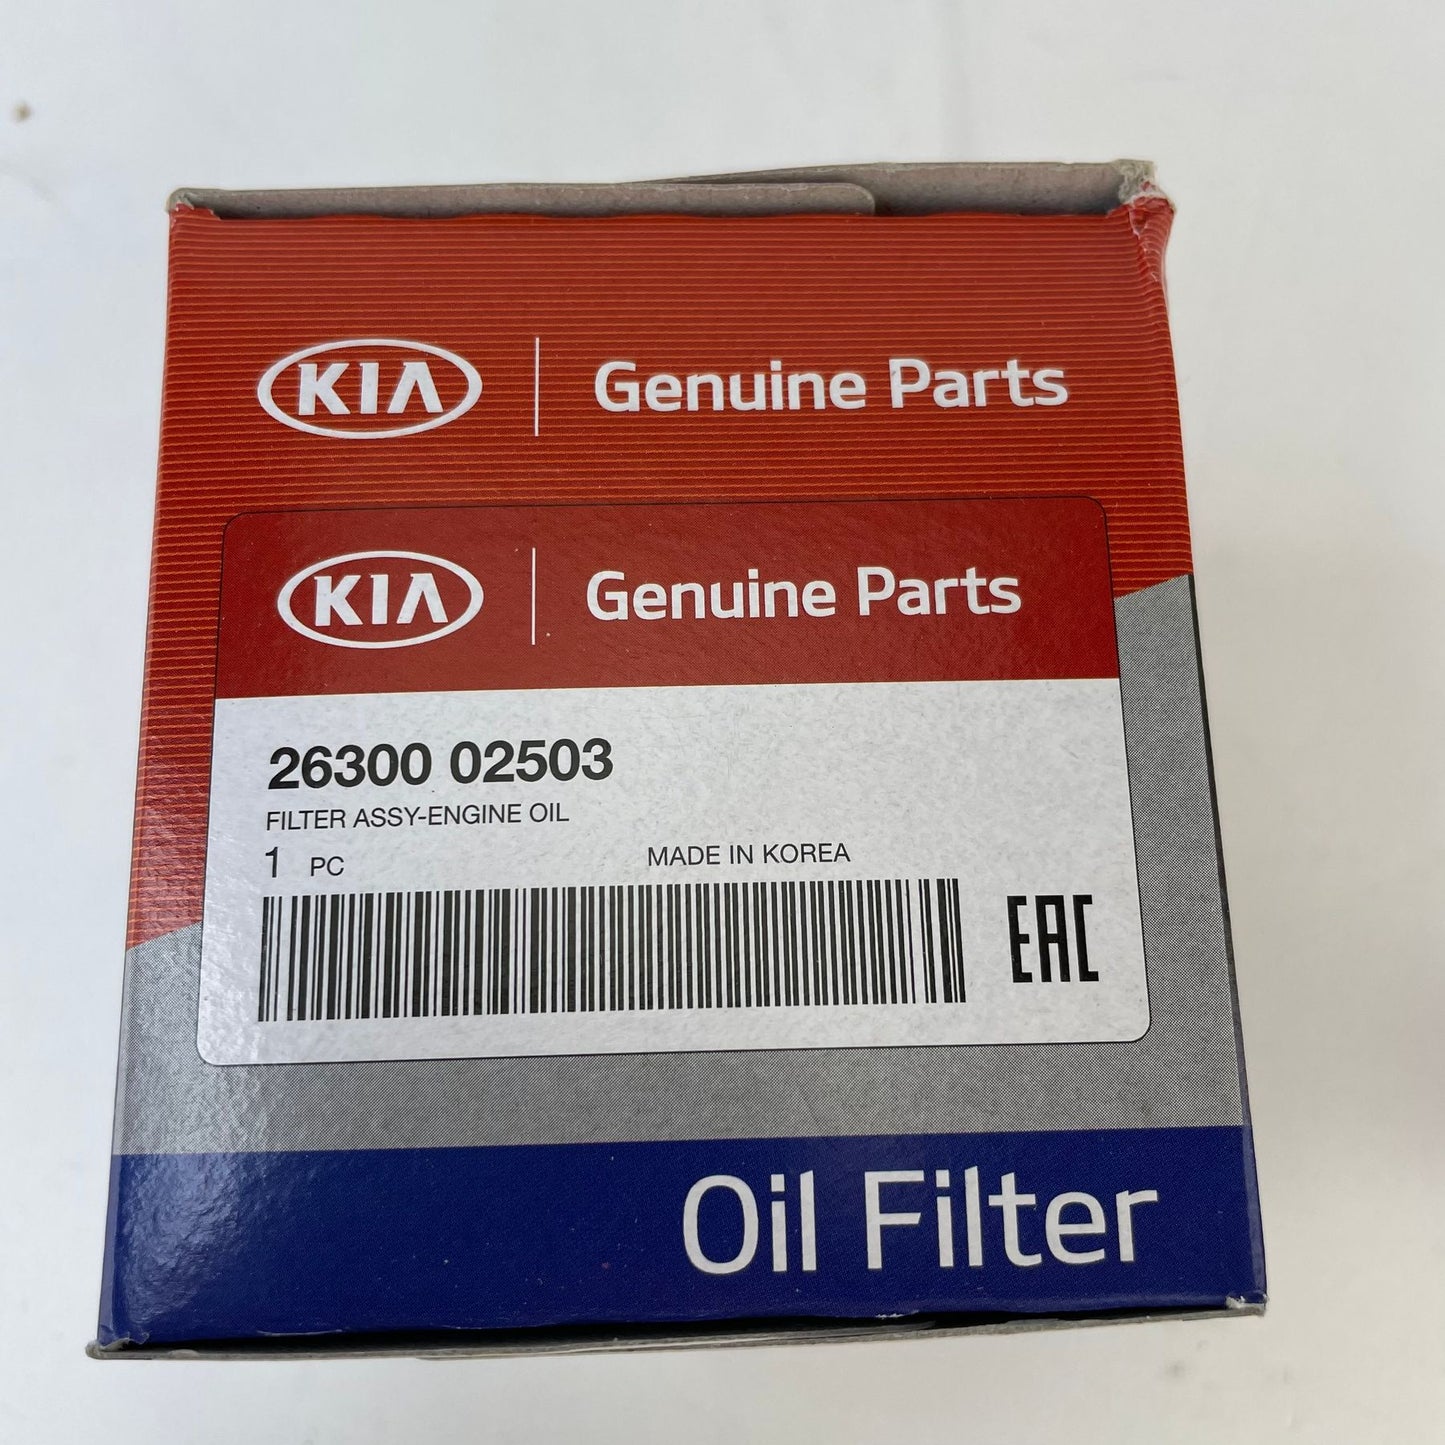 KIA Genuine Parts
KIA Genuine Parts
26300 02503
FILTER ASSY-ENGINE OIL
1 PC MADE IN KOREA
EAC
Oil Filter